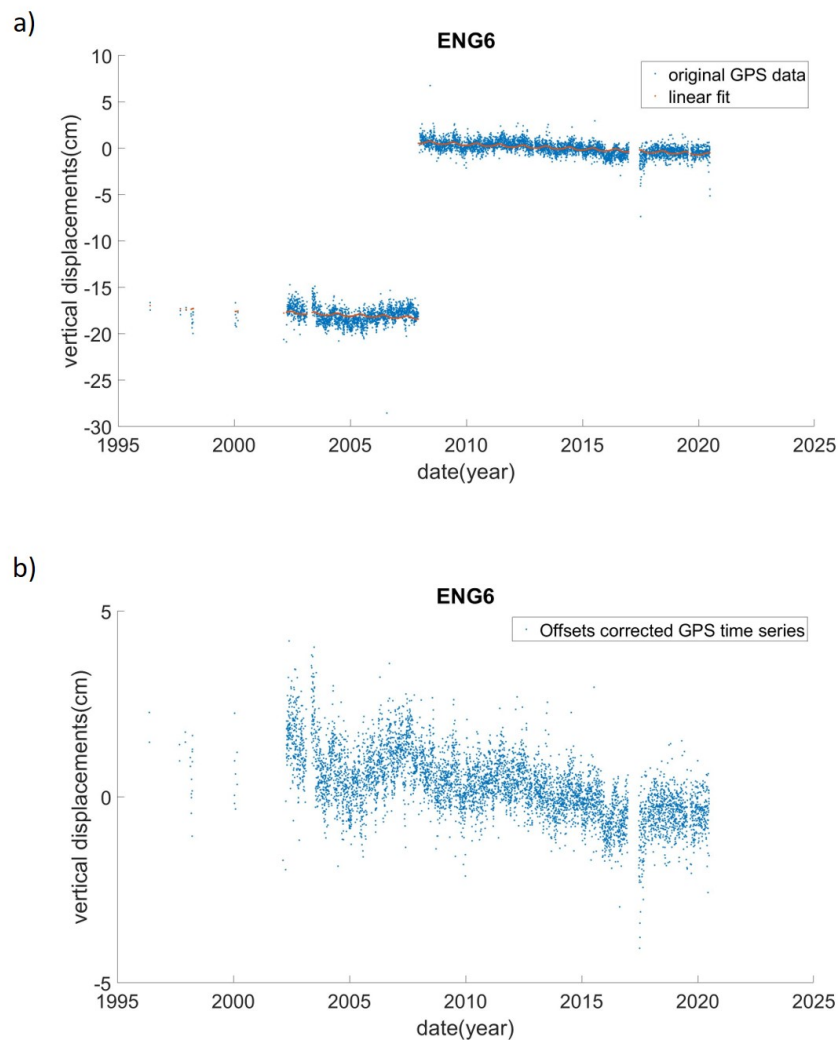 a)
ENG6
original GPS data
linear fit
vertical displacements(cm)
10
5
0
-5
-10
-15
-20
-25
-30
1995 2000 2005 2010 2015 2020 2025
date(year)
b)
ENG6
Offsets corrected GPS time series
vertical displacements(cm)
5
0
-5
1995 2000 2005 2010 2015 2020 2025
date(year)